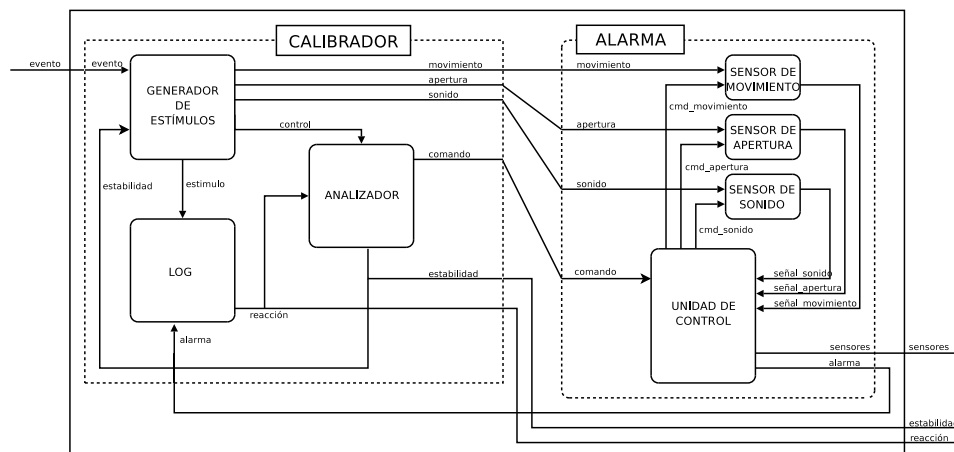 CALIBRADOR
ALARMA
evento
evento
GENERADOR
DE
ESTÍMULOS
movimiento
apertura
sonido
control
comando
estabilidad
estimulo
ANALIZADOR
LOG
estabilidad
reacción
alarma
movimiento
SENSOR DE
MOVIMIENTO
cmd_movimiento
apertura
SENSOR DE
APERTURA
cmd_apertura
sonido
SENSOR DE
SONIDO
cmd_sonido
comando
UNIDAD DE
CONTROL
señal_sonido
señal_apertura
señal_movimiento
sensores
sensores
alarma
estabilidad
reacción